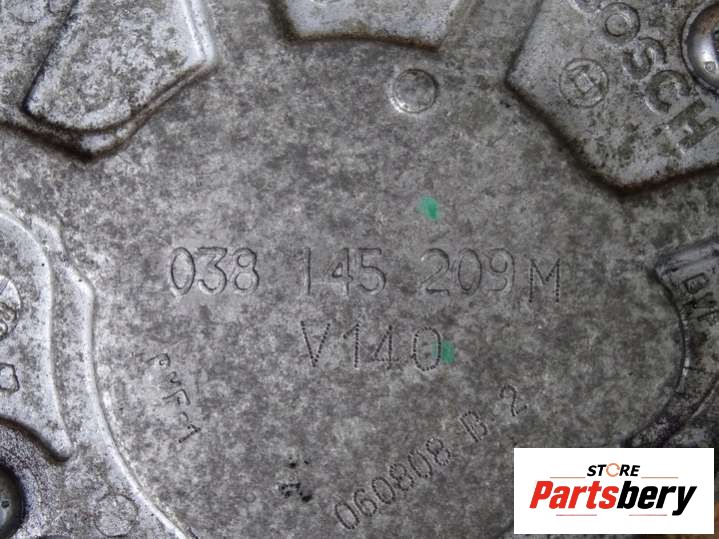 BOSCH
038 145 209M
V140
060808 B 2
STORE
Partsbery